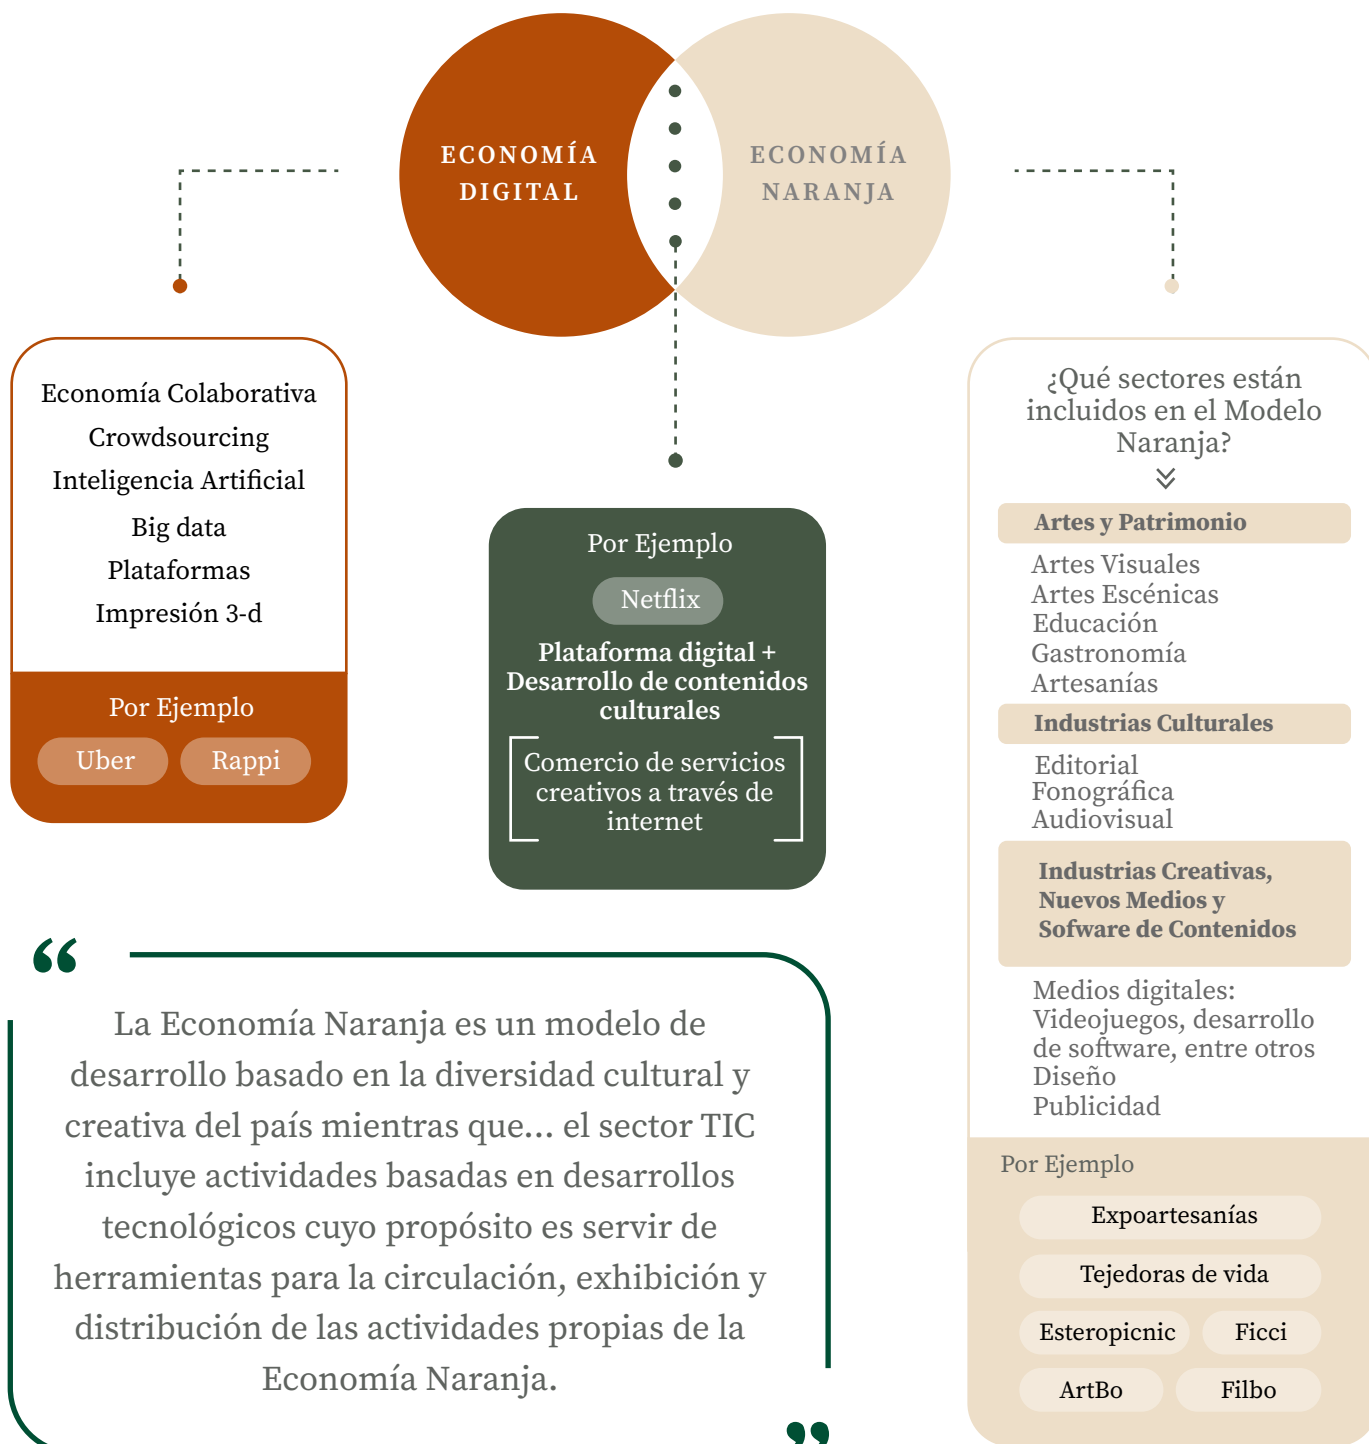 ECONOMÍA
DIGITAL
ECONOMÍA
NARANJA
Economía Colaborativa
Crowdsourcing
Inteligencia Artificial
Big data
Plataformas
Impresión 3-d
Por Ejemplo
Uber
Rappi
Por Ejemplo
Netflix
Plataforma digital +
Desarrollo de contenidos
culturales
Comercio de servicios
creativos a través de
internet
¿Qué sectores están
incluidos en el Modelo
Naranja?
Artes y Patrimonio
Artes Visuales
Artes Escénicas
Educación
Gastronomía
Artesanías
Industrias Culturales
Editorial
Fonográfica
Audiovisual
Industrias Creativas,
Nuevos Medios y
Sofware de Contenidos
Medios digitales:
Videojuegos, desarrollo
de software, entre otros
Diseño
Publicidad
Por Ejemplo
Expoartesanías
Tejedoras de vida
Esteropicnic
Ficci
ArtBo
Filbo
“
La Economía Naranja es un modelo de
desarrollo basado en la diversidad cultural y
creativa del país mientras que... el sector TIC
incluye actividades basadas en desarrollos
tecnológicos cuyo propósito es servir de
herramientas para la circulación, exhibición y
distribución de las actividades propias de la
Economía Naranja.
”